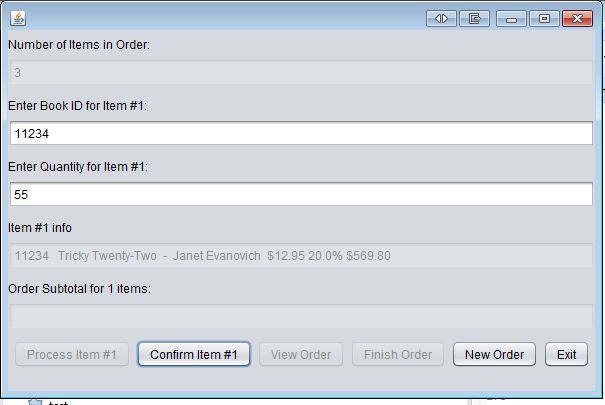 Number of Items in Order:
3
Enter Book ID for Item #1:
11234
Enter Quantity for Item #1:
55
Item #1 info
11234 Tricky Twenty-Two - Janet Evanovich $12.95 20.0% $569.80
Order Subtotal for 1 items:
Process Item #1 Confirm Item #1 View Order Finish Order New Order Exit